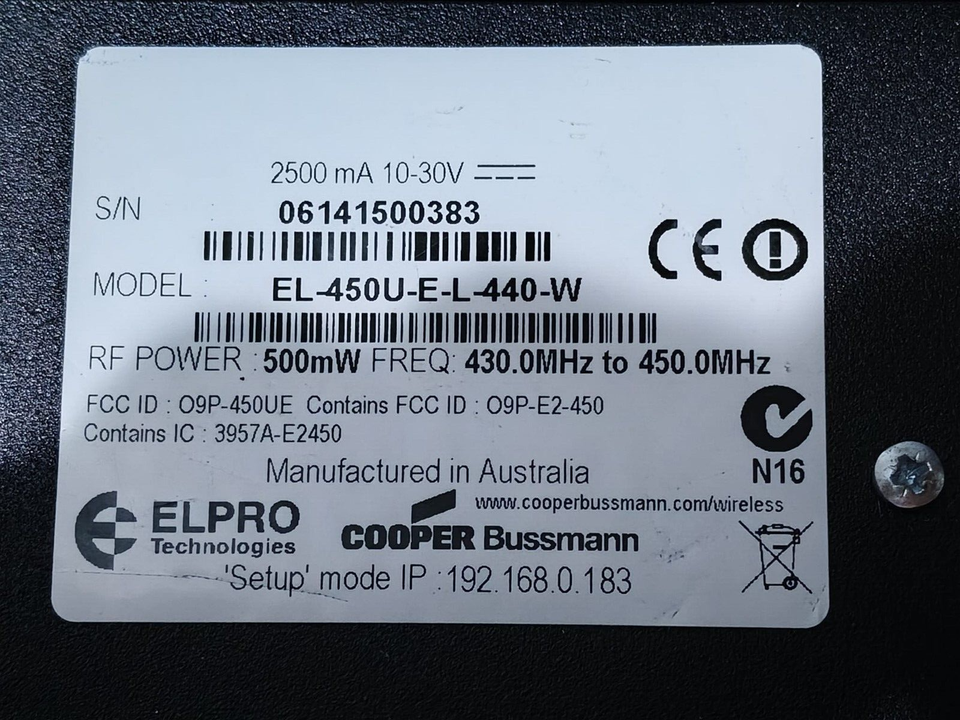 2500 mA 10-30V
S/N : 06141500383
MODEL : EL-450U-E-L-440-W
RF POWER : 500mW FREQ: 430.0MHz to 450.0MHz
FCC ID : O9P-450UE Contains FCC ID : O9P-E2-450
Contains IC : 3957A-E2450
N16
Manufactured in Australia
www.cooperbussmann.com/wireless
ELPRO
Technologies
COOPER Bussmann
'Setup' mode IP :192.168.0.183